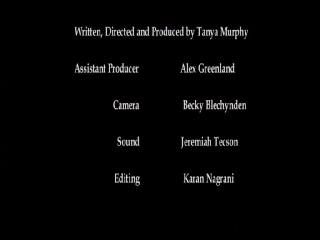 Written, Directed and Produced by Tanya Murphy
Assistant Producer Alex Greenland
Camera Becky Blechynden
Sound Jeremiah Tecson
Editing Karan Nagrani